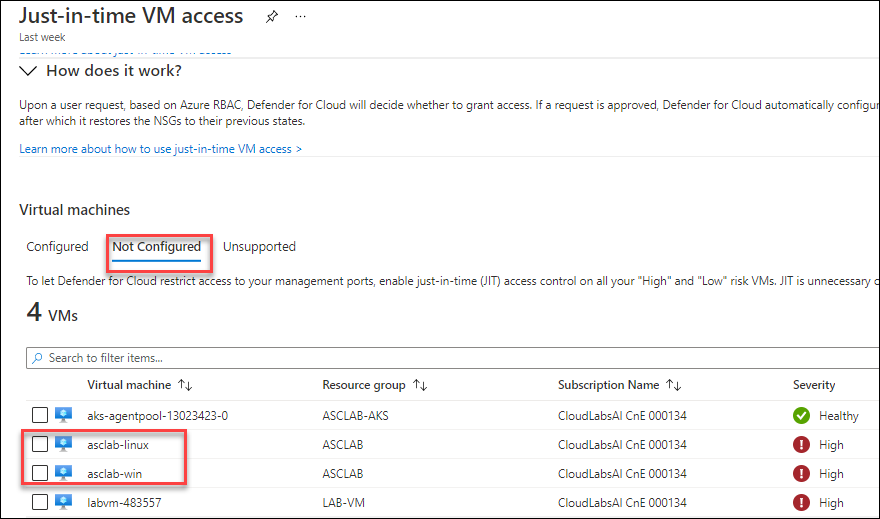 Just-in-time VM access
Last week
How does it work?
Upon a user request, based on Azure RBAC, Defender for Cloud will decide whether to grant access. If a request is approved, Defender for Cloud automatically configur
after which it restores the NSGs to their previous states.
Learn more about how to use just-in-time VM access >
Virtual machines
Configured Not Configured Unsupported
To let Defender for Cloud restrict access to your management ports, enable just-in-time (JIT) access control on all your "High" and "Low" risk VMs. JIT is unnecessary
4 VMs
Search to filter items...
Virtual machine Resource group Subscription Name Severity
aks-agentpool-13023423-0 ASCLAB-AKS CloudLabsAI CnE 000134 Healthy
asclab-linux ASCLAB CloudLabsAI CnE 000134 High
asclab-win ASCLAB CloudLabsAI CnE 000134 High
labvm-483557 LAB-VM CloudLabsAI CnE 000134 High